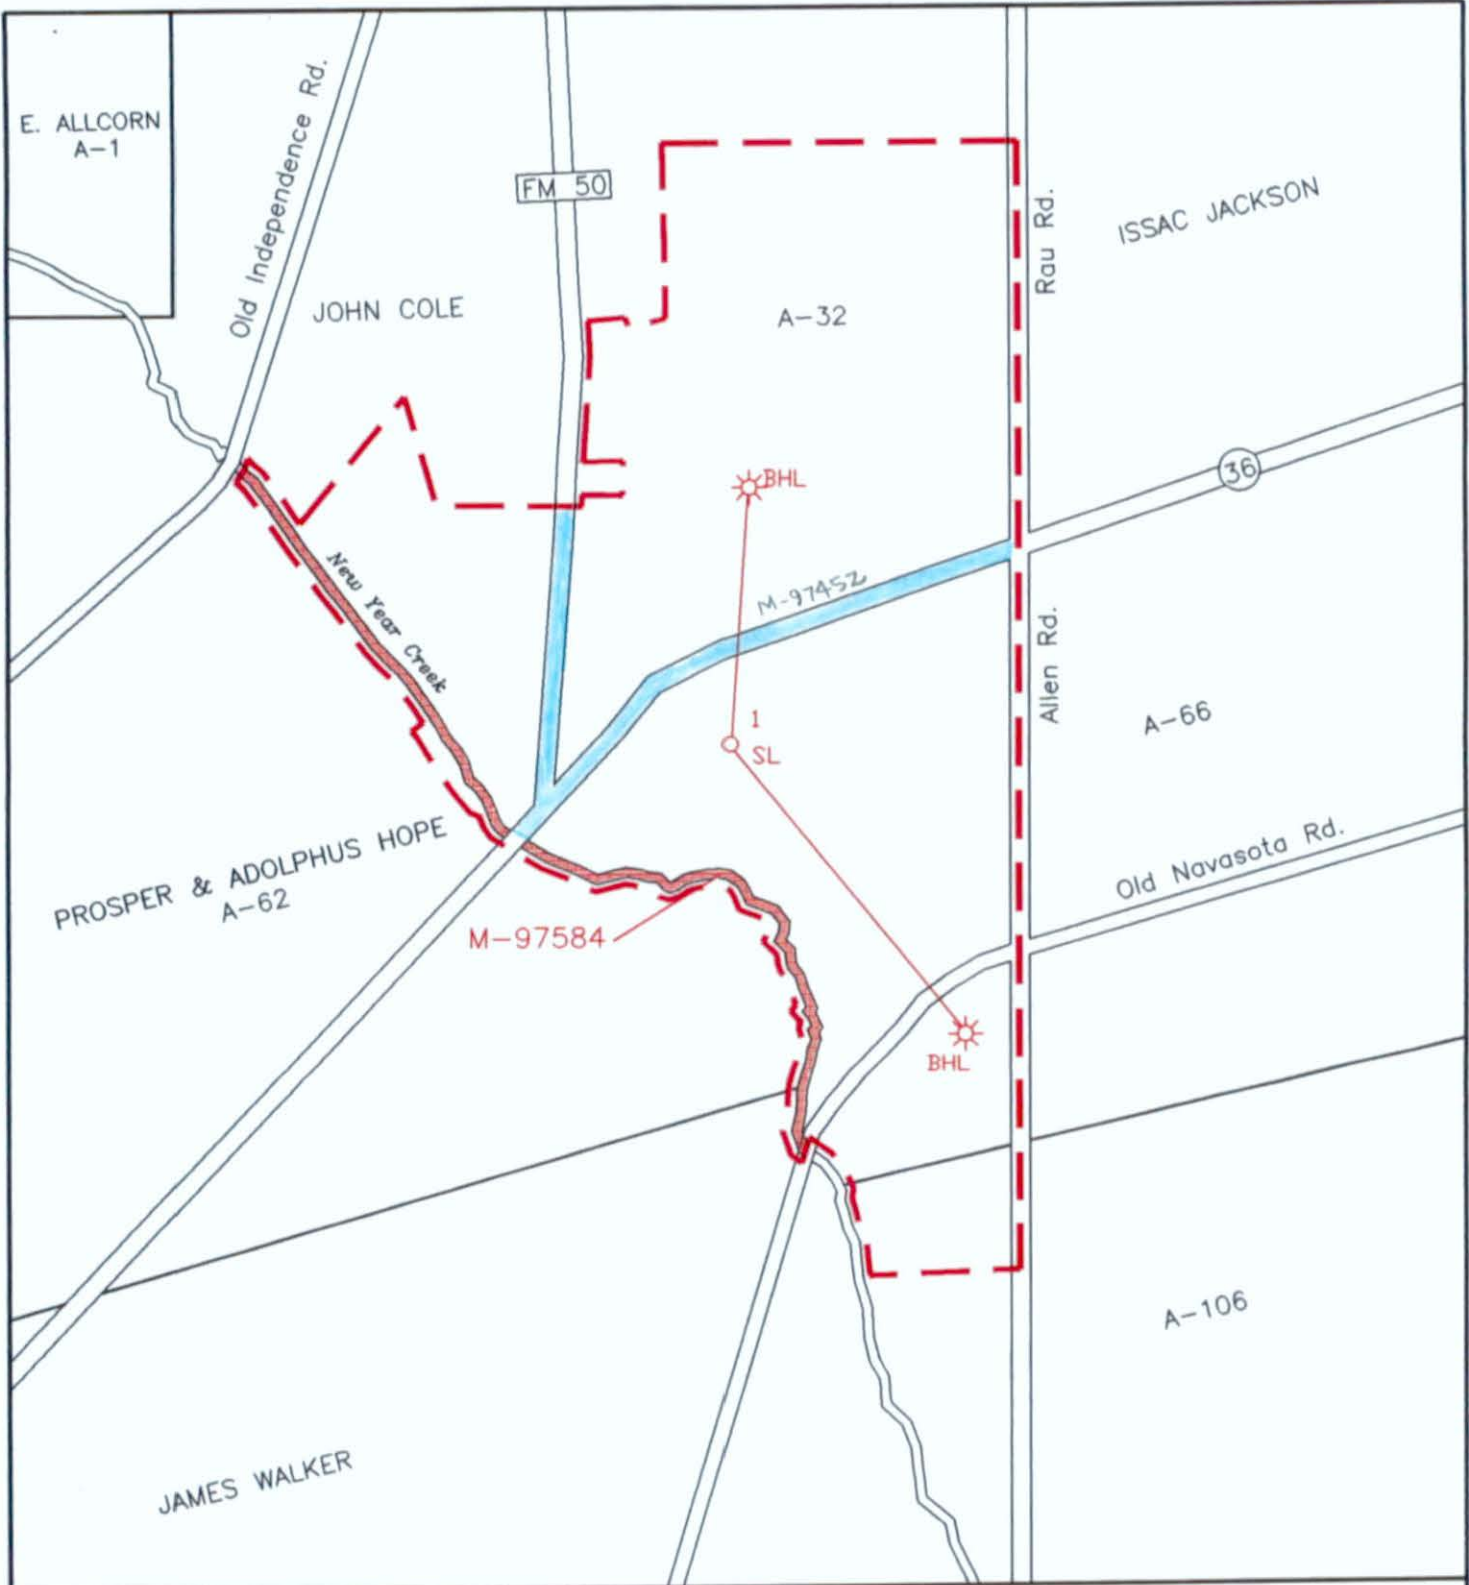 E. ALLCORN
A-1
Old Independence Rd.
FM 50
Rau Rd.
ISSAC JACKSON
JOHN COLE
A-32
36
BHL
New Year Creek
M-97452
Allen Rd.
1
SL
A-66
PROSPER & ADOLPHUS HOPE
A-62
Old Navasota Rd.
M-97584
BHL
A-106
JAMES WALKER